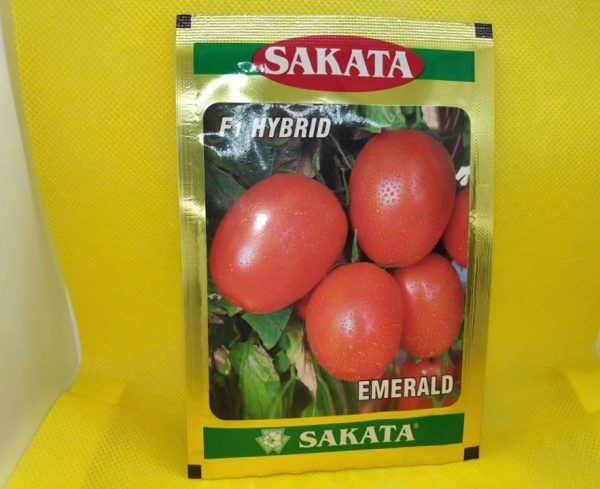 SAKATA
F1 HYBRID
EMERALD
SAKATA®